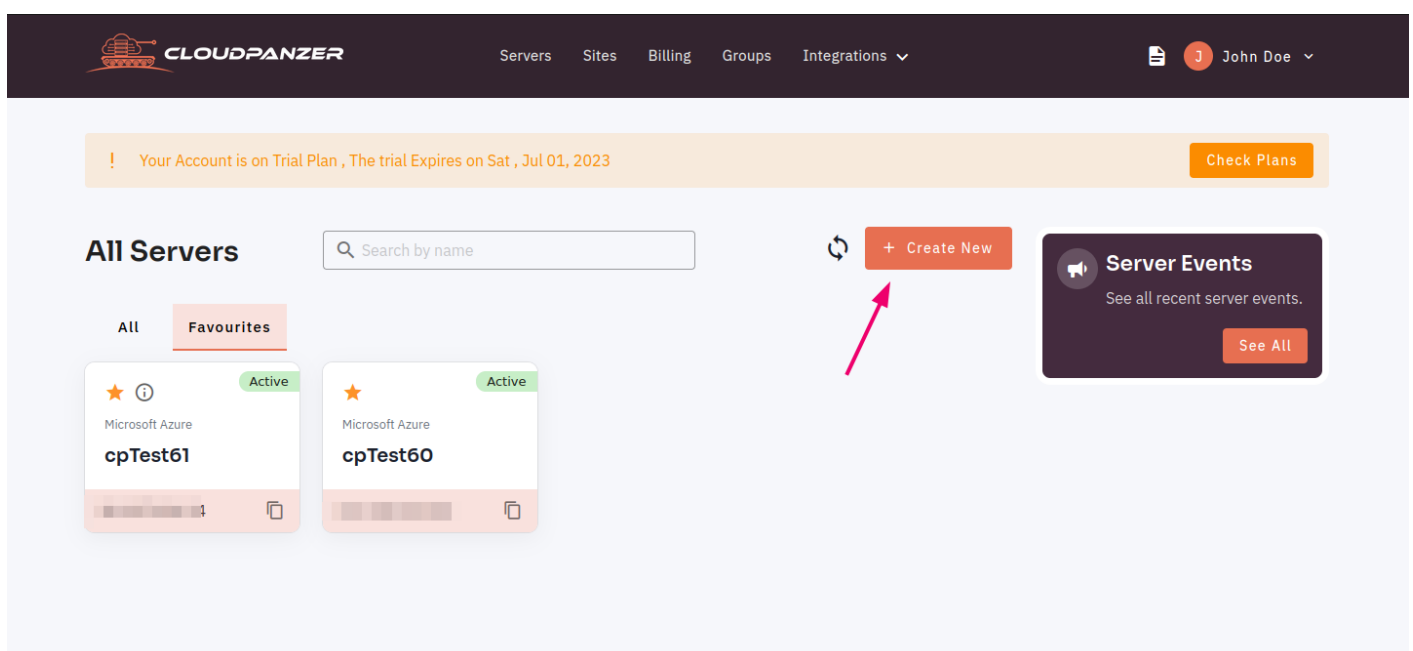 CLOUDPANZER
Servers Sites Billing Groups Integrations
J John Doe
! Your Account is on Trial Plan , The trial Expires on Sat , Jul 01, 2023
Check Plans
All Servers
Search by name
+ Create New
Server Events
See all recent server events.
See All
All Favourites
Active
Microsoft Azure
cpTest61
4
Active
Microsoft Azure
cpTest60